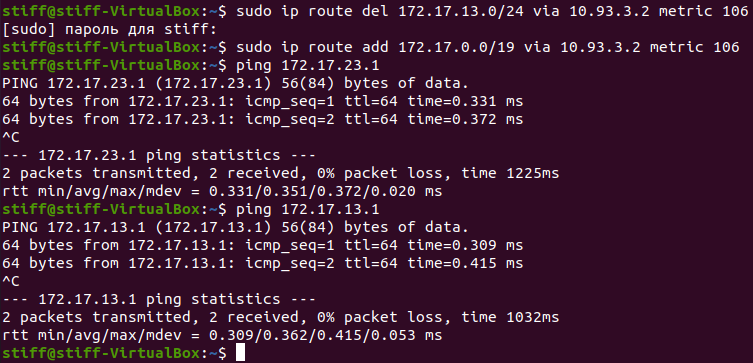 stiff@stiff-VirtualBox:~$ sudo ip route del 172.17.13.0/24 via 10.93.3.2 metric 106
[sudo] пароль для stiff:
stiff@stiff-VirtualBox:~$ sudo ip route add 172.17.0.0/19 via 10.93.3.2 metric 106
stiff@stiff-VirtualBox:~$ ping 172.17.23.1
PING 172.17.23.1 (172.17.23.1) 56(84) bytes of data.
64 bytes from 172.17.23.1: icmp_seq=1 ttl=64 time=0.331 ms
64 bytes from 172.17.23.1: icmp_seq=2 ttl=64 time=0.372 ms
^C
--- 172.17.23.1 ping statistics ---
2 packets transmitted, 2 received, 0% packet loss, time 1225ms
rtt min/avg/max/mdev = 0.331/0.351/0.372/0.020 ms
stiff@stiff-VirtualBox:~$ ping 172.17.13.1
PING 172.17.13.1 (172.17.13.1) 56(84) bytes of data.
64 bytes from 172.17.13.1: icmp_seq=1 ttl=64 time=0.309 ms
64 bytes from 172.17.13.1: icmp_seq=2 ttl=64 time=0.415 ms
^C
--- 172.17.13.1 ping statistics ---
2 packets transmitted, 2 received, 0% packet loss, time 1032ms
rtt min/avg/max/mdev = 0.309/0.362/0.415/0.053 ms
stiff@stiff-VirtualBox:~$